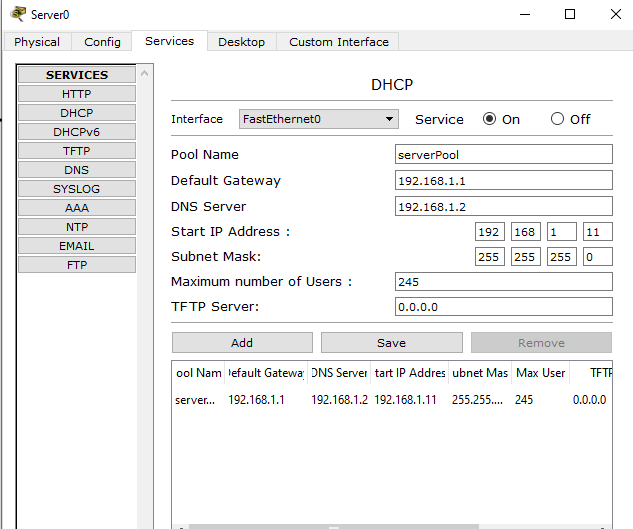 Server0
Physical Config Services Desktop Custom Interface
SERVICES
HTTP
DHCP
DHCPv6
TFTP
DNS
SYSLOG
AAA
NTP
EMAIL
FTP
DHCP
Interface FastEthernet0 Service On Off
Pool Name serverPool
Default Gateway 192.168.1.1
DNS Server 192.168.1.2
Start IP Address : 192 168 1 11
Subnet Mask: 255 255 255 0
Maximum number of Users : 245
TFTP Server: 0.0.0.0
Add Save Remove
ool Nam efault Gateway DNS Server tart IP Addres ubnet Mas Max User TFTP
server... 192.168.1.1 192.168.1.2 192.168.1.11 255.255.... 245 0.0.0.0